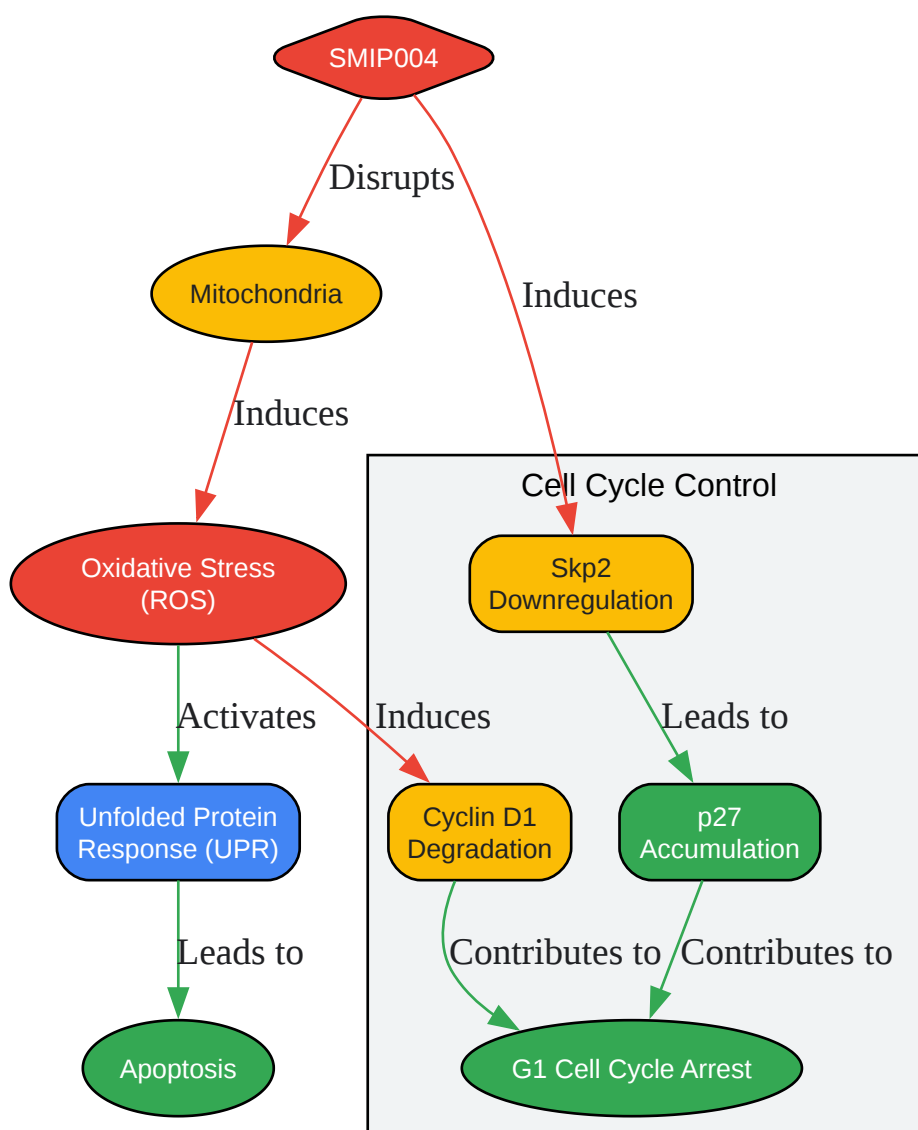 SMIP004
Disrupts
Mitochondria
Induces
Induces
Cell Cycle Control
Oxidative Stress
(ROS)
Skp2
Downregulation
Activates
Induces
Leads to
Unfolded Protein
Response (UPR)
Cyclin D1
Degradation
p27
Accumulation
Leads to
Contributes to
Contributes to
Apoptosis
G1 Cell Cycle Arrest